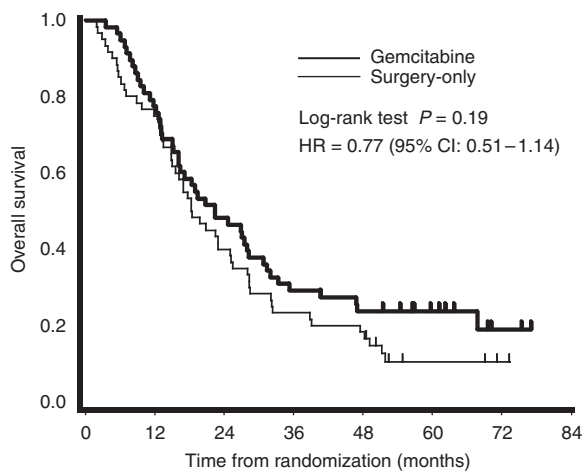 1.0
0.8
0.6
0.4
0.2
0.0
Overall survival
Gemcitabine
Surgery-only
Log-rank test P = 0.19
HR = 0.77 (95% CI: 0.51–1.14)
0 12 24 36 48 60 72 84
Time from randomization (months)